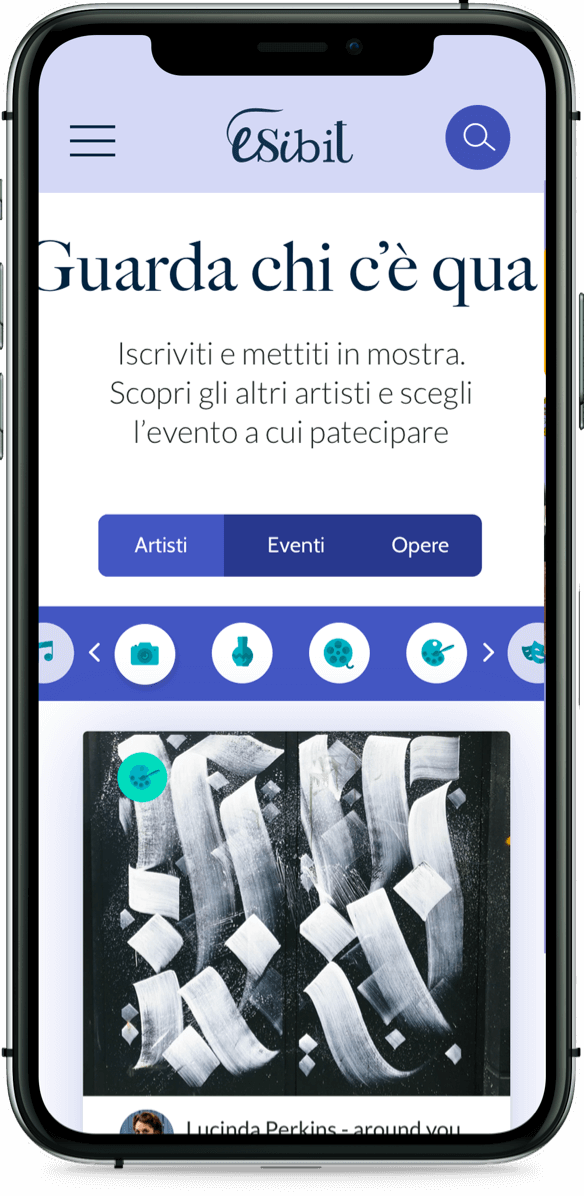 esibit
Guarda chi c'è qua
Iscriviti e mettiti in mostra.
Scopri gli altri artisti e scegli
l'evento a cui patecipare
Artisti Eventi Opere
Lucinda Perkins - around you